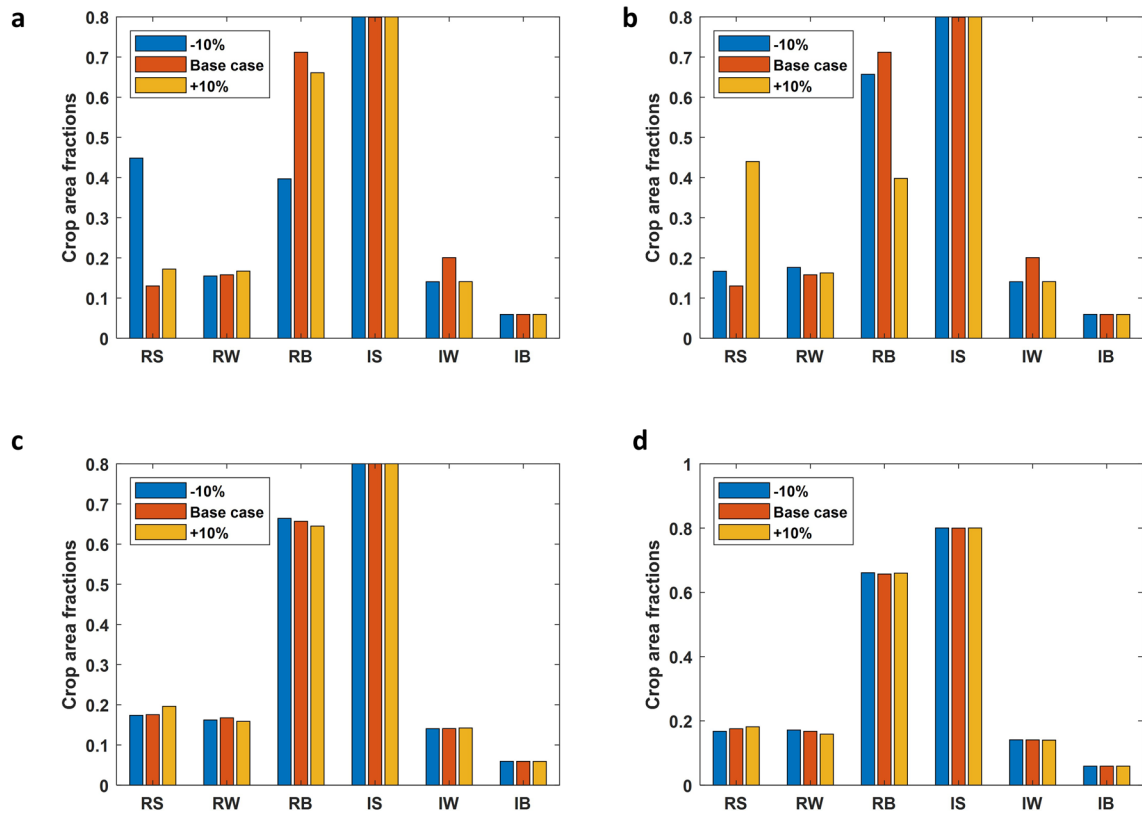 a
Crop area fractions
0.8
0.7
0.6
0.5
0.4
0.3
0.2
0.1
0
-10%
Base case
+10%
RS RW RB IS IW IB
b
Crop area fractions
0.8
0.7
0.6
0.5
0.4
0.3
0.2
0.1
0
-10%
Base case
+10%
RS RW RB IS IW IB
c
Crop area fractions
0.8
0.7
0.6
0.5
0.4
0.3
0.2
0.1
0
-10%
Base case
+10%
RS RW RB IS IW IB
d
Crop area fractions
1
0.8
0.6
0.4
0.2
0
-10%
Base case
+10%
RS RW RB IS IW IB